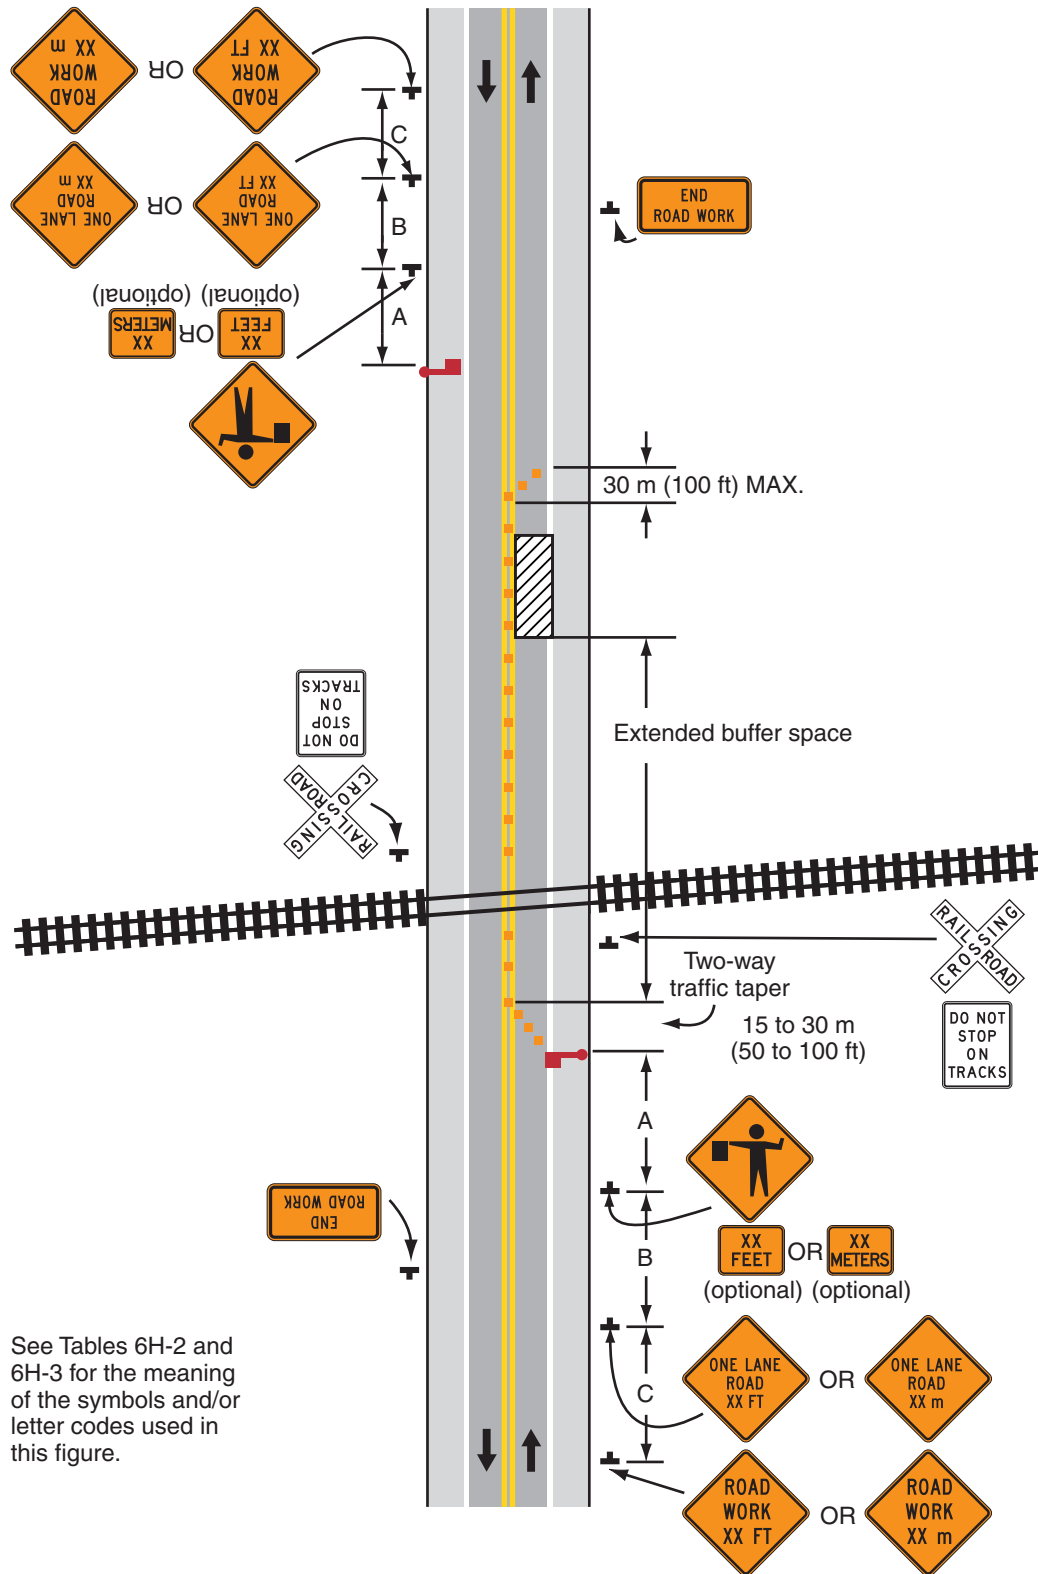 ROAD
WORK
XX m
OR
ROAD
WORK
XX FT
C
ONE LANE
ROAD
XX m
OR
ONE LANE
ROAD
XX FT
B
END
ROAD WORK
(optional)
(optional)
XX
METERS
OR
XX
FEET
A
30 m (100 ft) MAX.
DO NOT
STOP
ON
TRACKS
Extended buffer space
RAILROAD
CROSSING
RAILROAD
CROSSING
Two-way
traffic taper
15 to 30 m
(50 to 100 ft)
DO NOT
STOP
ON
TRACKS
A
END
ROAD WORK
B
XX
FEET
OR
XX
METERS
(optional)
(optional)
C
ONE LANE
ROAD
XX FT
OR
ONE LANE
ROAD
XX m
ROAD
WORK
XX FT
OR
ROAD
WORK
XX m
See Tables 6H-2 and
6H-3 for the meaning
of the symbols and/or
letter codes used in
this figure.